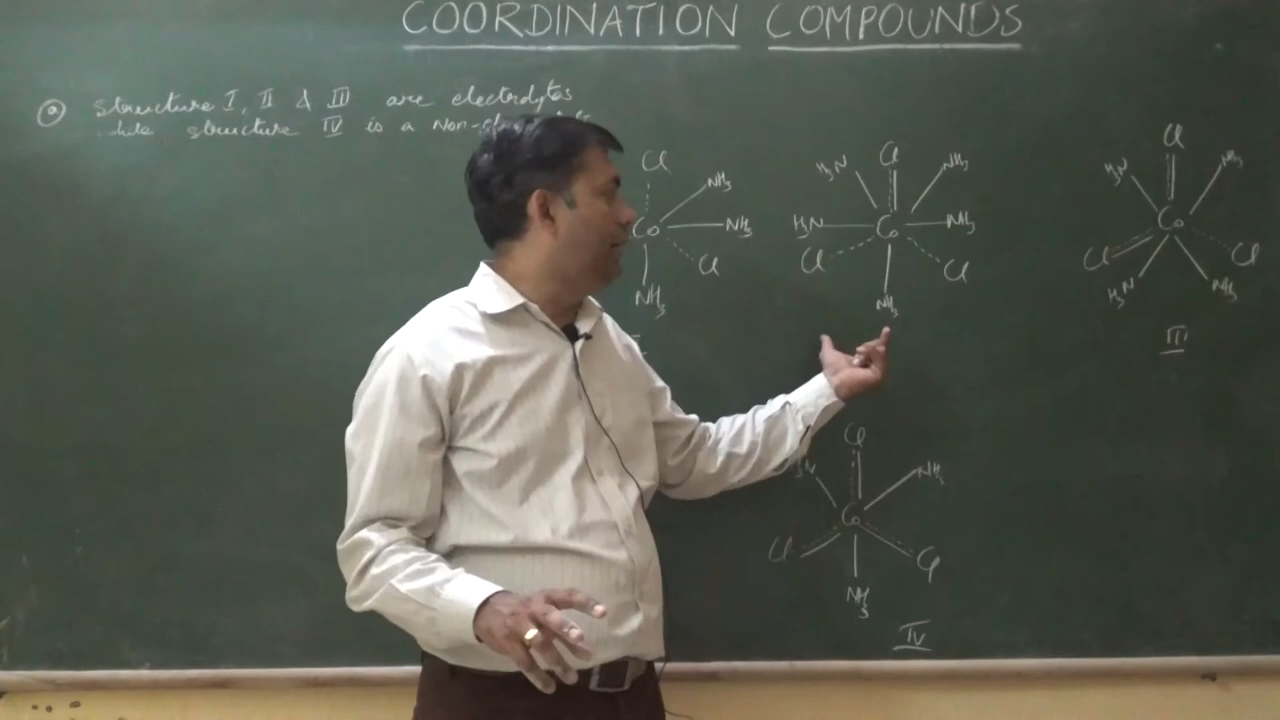 COORDINATION COMPOUNDS
ⓐ Structure I, II & III are electrolytes
while structure IV is a Non-
Cl
NH3
Co NH3
Cl
NH3
Cl
H3N NH3
H3N Co NH3
Cl Cl
NH3
Cl
H3N NH3
Co
Cl Cl
H3N NH3
III
Cl
N NH3
Co
Cl Cl
NH3
IV